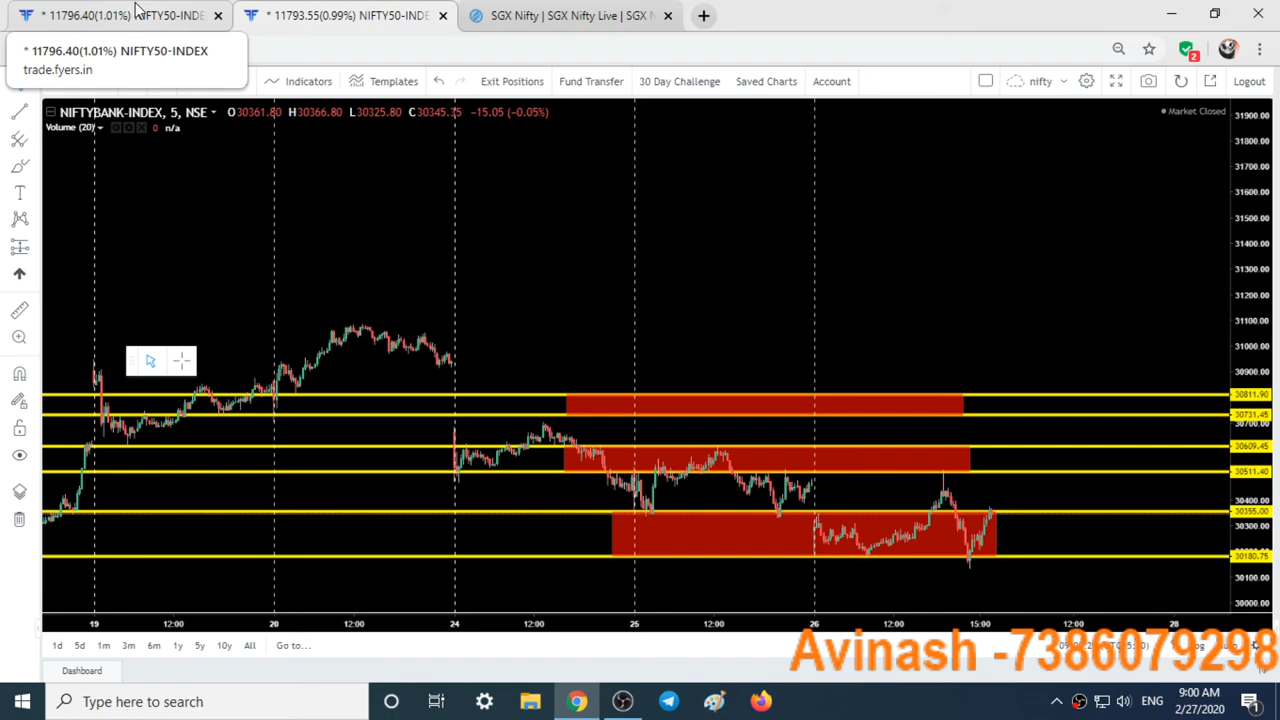 * 11796.40(1.01%) NIFTY50-INDE
* 11793.55(0.99%) NIFTY50-INDE
SGX Nifty | SGX Nifty Live | SGX N
* 11796.40(1.01%) NIFTY50-INDEX
trade.fyers.in
2
Indicators
Templates
Exit Positions
Fund Transfer
30 Day Challenge
Saved Charts
Account
nifty
Logout
NIFTYBANK-INDEX, 5, NSE
O30361.80 H30366.80 L30325.80 C30345.35 −15.05 (−0.05%)
Market Closed
Volume (20)
0 n/a
31900.00
31800.00
31700.00
31600.00
31500.00
31400.00
31300.00
31200.00
31100.00
31000.00
30900.00
30811.90
30731.45
30700.00
30609.45
30511.40
30400.00
30355.00
30300.00
30180.75
30100.00
30000.00
19 12:00 20 12:00 24 12:00 25 12:00 26 12:00 15:00 12:00 28
1d 5d 1m 3m 6m 1y 5y 10y All Go to...
Avinash -7386079298
Dashboard
Type here to search
ENG
9:00 AM
2/27/2020
1